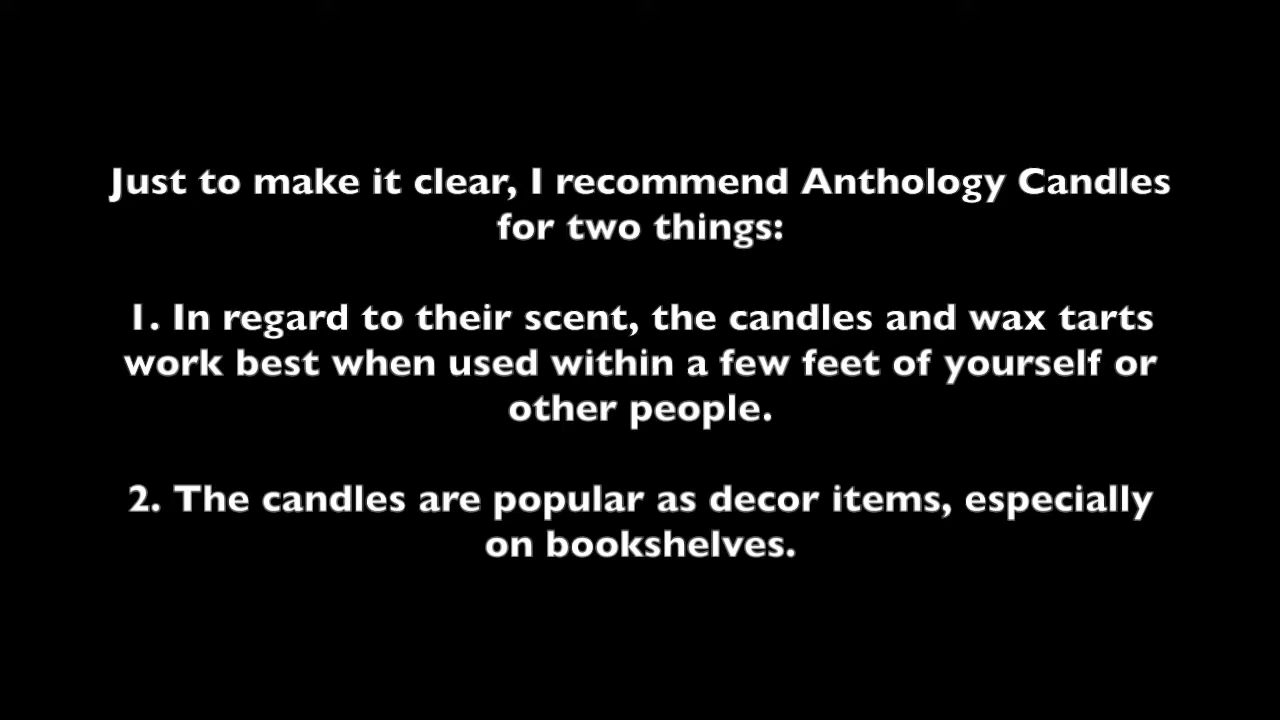 Just to make it clear, I recommend Anthology Candles
for two things:
1. In regard to their scent, the candles and wax tarts
work best when used within a few feet of yourself or
other people.
2. The candles are popular as decor items, especially
on bookshelves.